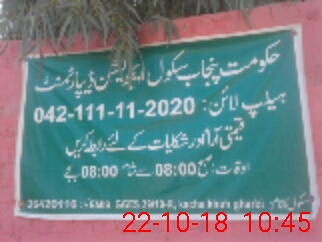 حکومت پنجاب سکول ایجوکیشن ڈیپارٹمنٹ
ہیلپ لائن: 042-111-11-2020
قیمتی آرا اور شکایات کے لئے رابطہ کریں
اوقات: صبح 08:00 سے شام 08:00 بجے
22-10-18 10:45